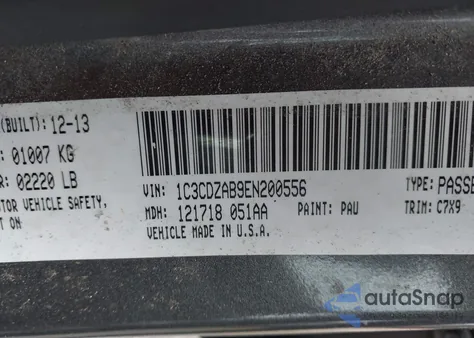 (BUILT): 12-13
01007 KG
R: 02220 LB
TOR VEHICLE SAFETY,
T ON
VIN: 1C3CDZAB9EN200556
MDH: 121718 051AA
PAINT: PAU
VEHICLE MADE IN U.S.A.
TYPE: PASSE
TRIM: C7X9
autoSnap